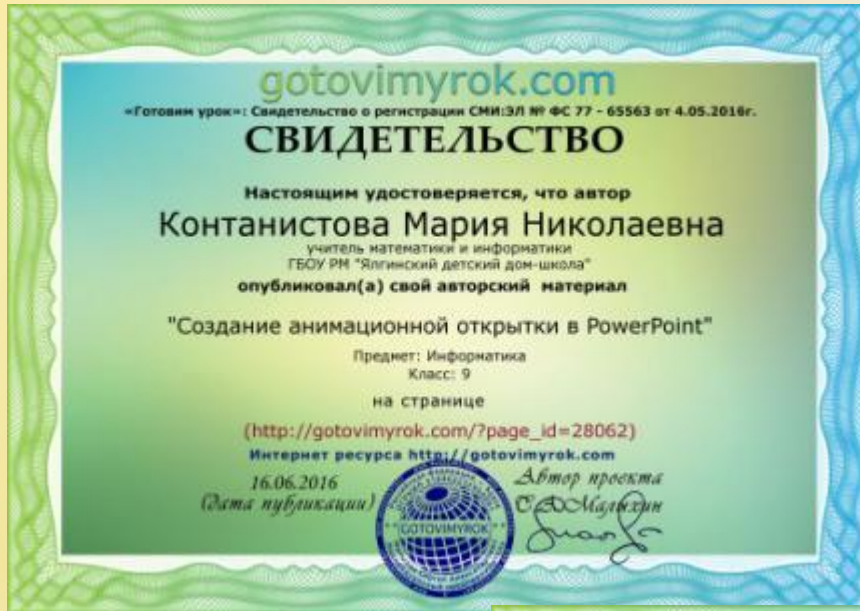 gotovimyrok.com
«Готовим урок»: Свидетельство о регистрации СМИ:ЭЛ № ФС 77 - 65563 от 4.05.2016г.
СВИДЕТЕЛЬСТВО
Настоящим удостоверяется, что автор
Контанистова Мария Николаевна
учитель математики и информатики
ГБОУ РМ "Ялгинский детский дом-школа"
опубликовал(а) свой авторский материал
"Создание анимационной открытки в PowerPoint"
Предмет: Информатика
Класс: 9
на странице
(http://gotovimyrok.com/?page_id=28062)
Интернет ресурса http://gotovimyrok.com
16.06.2016
(Дата публикации)
GOTOVIMYROK
Автор проекта
С.Ю.Малыхин